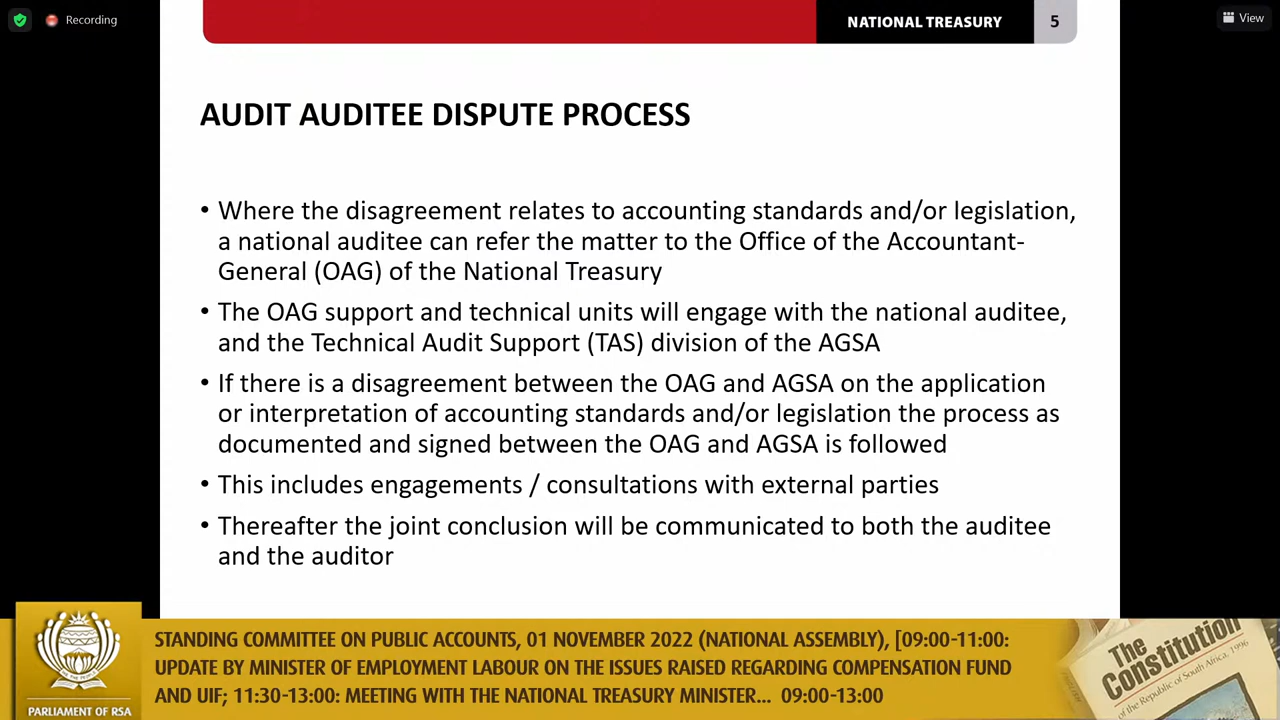 Recording
NATIONAL TREASURY 5
View
AUDIT AUDITEE DISPUTE PROCESS
• Where the disagreement relates to accounting standards and/or legislation,
a national auditee can refer the matter to the Office of the Accountant-
General (OAG) of the National Treasury
• The OAG support and technical units will engage with the national auditee,
and the Technical Audit Support (TAS) division of the AGSA
• If there is a disagreement between the OAG and AGSA on the application
or interpretation of accounting standards and/or legislation the process as
documented and signed between the OAG and AGSA is followed
• This includes engagements / consultations with external parties
• Thereafter the joint conclusion will be communicated to both the auditee
and the auditor
STANDING COMMITTEE ON PUBLIC ACCOUNTS, 01 NOVEMBER 2022 (NATIONAL ASSEMBLY), [09:00-11:00:
UPDATE BY MINISTER OF EMPLOYMENT LABOUR ON THE ISSUES RAISED REGARDING COMPENSATION FUND
AND UIF; 11:30-13:00: MEETING WITH THE NATIONAL TREASURY MINISTER... 09:00-13:00
PARLIAMENT OF RSA
The
Constitution
of the Republic of South Africa, 1996